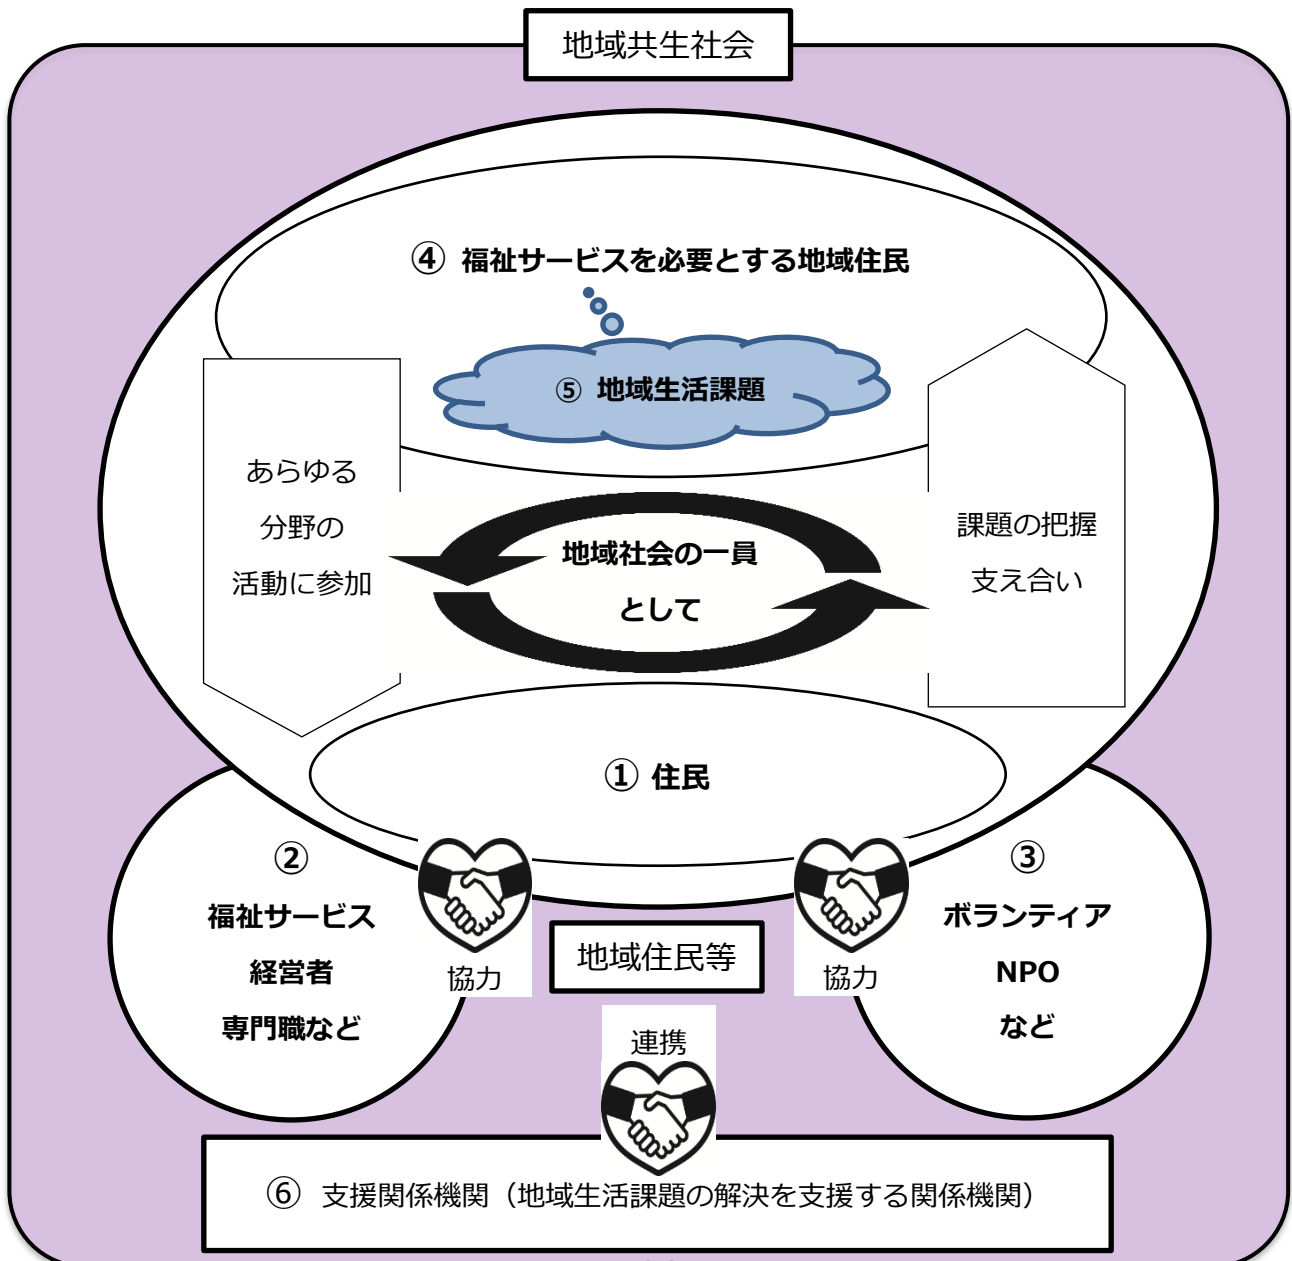 地域共生社会
④ 福祉サービスを必要とする地域住民
⑤ 地域生活課題
あらゆる
分野の
活動に参加
地域社会の一員
として
課題の把握
支え合い
① 住民
②
福祉サービス
経営者
専門職など
協力
地域住民等
協力
③
ボランティア
NPO
など
連携
⑥ 支援関係機関（地域生活課題の解決を支援する関係機関）